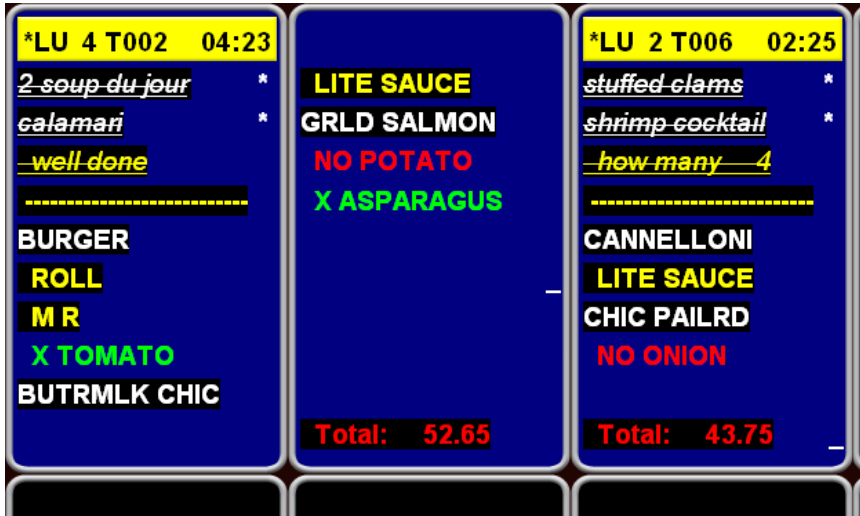 *LU 4 T002 04:23
2 soup du jour *
calamari *
well done
---------------------------
BURGER
ROLL
M R
X TOMATO
BUTRMLK CHIC
LITE SAUCE
GRLD SALMON
NO POTATO
X ASPARAGUS
_
Total: 52.65
*LU 2 T006 02:25
stuffed clams *
shrimp cocktail *
how many 4
---------------------------
CANNELLONI
LITE SAUCE
CHIC PAILRD
NO ONION
Total: 43.75
_